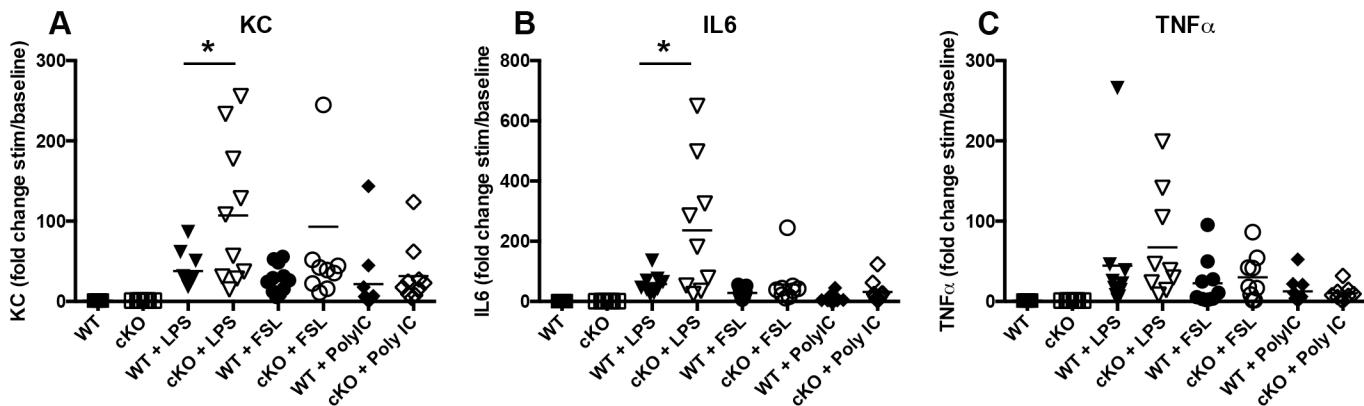 A
KC
KC (fold change stim/baseline)
300
200
100
0
*
WT
cKO
WT + LPS
cKO + LPS
WT + FSL
cKO + FSL
WT + PolyIC
cKO + Poly IC
B
IL6
IL6 (fold change stim/baseline)
800
600
400
200
0
*
WT
cKO
WT + LPS
cKO + LPS
WT + FSL
cKO + FSL
WT + PolyIC
cKO + Poly IC
C
TNFα
TNFα (fold change stim/baseline)
300
200
100
0
WT
cKO
WT + LPS
cKO + LPS
WT + FSL
cKO + FSL
WT + PolyIC
cKO + Poly IC